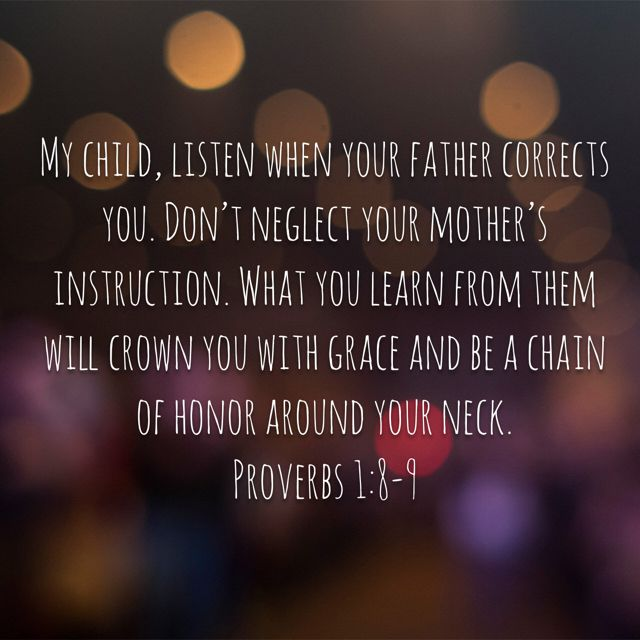 My child, listen when your father corrects
you. Don’t neglect your mother’s
instruction. What you learn from them
will crown you with grace and be a chain
of honor around your neck.
Proverbs 1:8-9